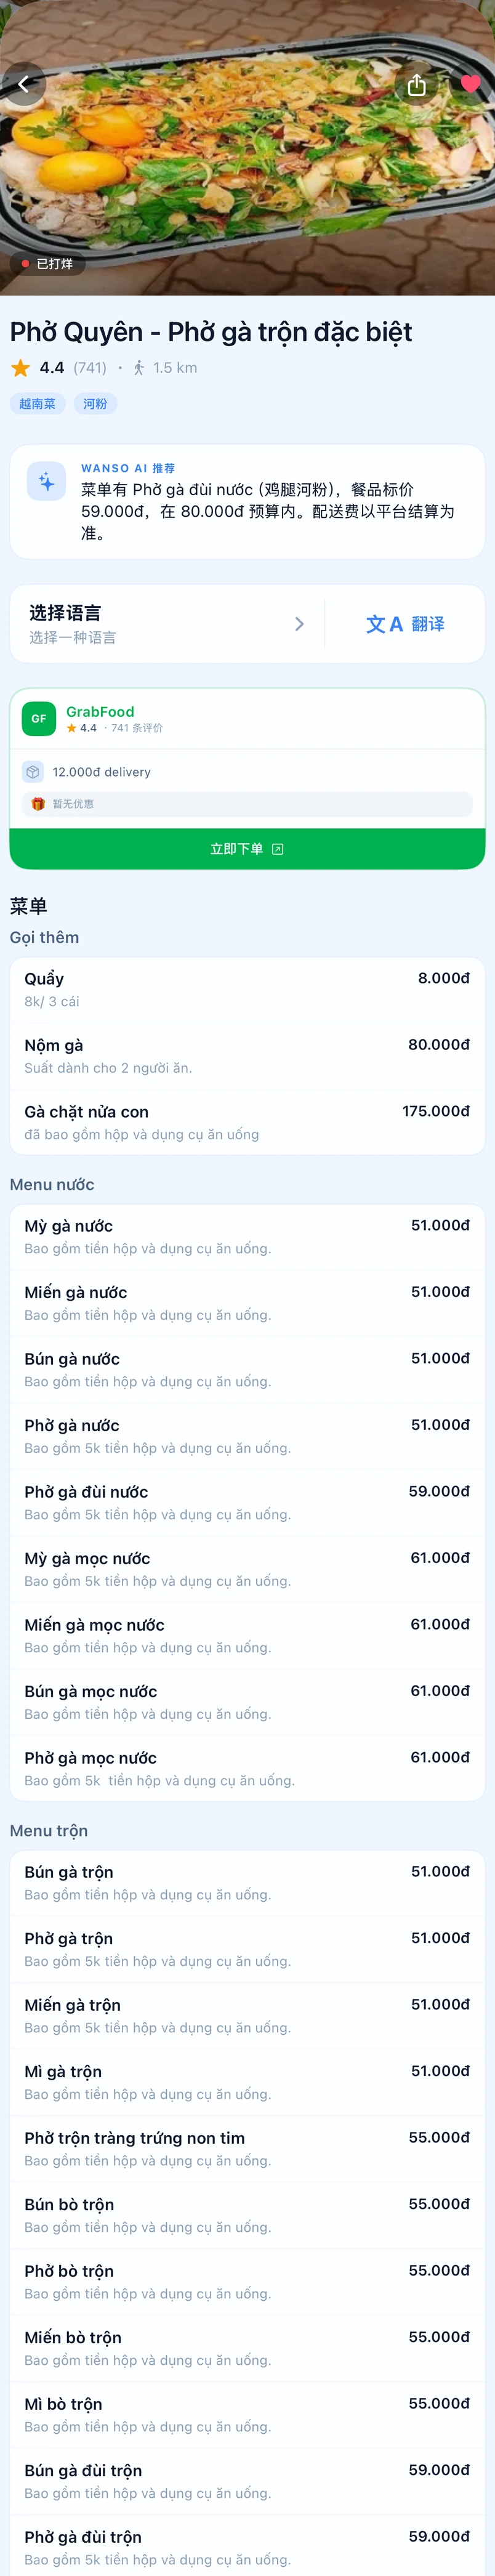 已打烊
Phở Quyên - Phở gà trộn đặc biệt
4.4 (741) • 1.5 km
越南菜 河粉
WANSO AI 推荐
菜单有 Phở gà đùi nước (鸡腿河粉)，餐品标价
59.000đ，在 80.000đ 预算内。配送费以平台结算为
准。
选择语言
选择一种语言
文A 翻译
GF GrabFood
4.4 · 741 条评价
12.000đ delivery
暂无优惠
立即下单
菜单
Gọi thêm
Quẩy 8.000đ
8k/ 3 cái
Nộm gà 80.000đ
Suất dành cho 2 người ăn.
Gà chặt nửa con 175.000đ
đã bao gồm hộp và dụng cụ ăn uống
Menu nước
Mỳ gà nước 51.000đ
Bao gồm tiền hộp và dụng cụ ăn uống.
Miến gà nước 51.000đ
Bao gồm tiền hộp và dụng cụ ăn uống.
Bún gà nước 51.000đ
Bao gồm tiền hộp và dụng cụ ăn uống.
Phở gà nước 51.000đ
Bao gồm 5k tiền hộp và dụng cụ ăn uống.
Phở gà đùi nước 59.000đ
Bao gồm 5k tiền hộp và dụng cụ ăn uống.
Mỳ gà mọc nước 61.000đ
Bao gồm 5k tiền hộp và dụng cụ ăn uống.
Miến gà mọc nước 61.000đ
Bao gồm tiền hộp và dụng cụ ăn uống.
Bún gà mọc nước 61.000đ
Bao gồm tiền hộp và dụng cụ ăn uống.
Phở gà mọc nước 61.000đ
Bao gồm 5k  tiền hộp và dụng cụ ăn uống.
Menu trộn
Bún gà trộn 51.000đ
Bao gồm tiền hộp và dụng cụ ăn uống.
Phở gà trộn 51.000đ
Bao gồm 5k tiền hộp và dụng cụ ăn uống.
Miến gà trộn 51.000đ
Bao gồm 5k tiền hộp và dụng cụ ăn uống.
Mì gà trộn 51.000đ
Bao gồm tiền hộp và dụng cụ ăn uống.
Phở trộn tràng trứng non tim 55.000đ
Bao gồm tiền hộp và dụng cụ ăn uống.
Bún bò trộn 55.000đ
Bao gồm tiền hộp và dụng cụ ăn uống.
Phở bò trộn 55.000đ
Bao gồm tiền hộp và dụng cụ ăn uống.
Miến bò trộn 55.000đ
Bao gồm tiền hộp và dụng cụ ăn uống.
Mì bò trộn 55.000đ
Bao gồm tiền hộp và dụng cụ ăn uống.
Bún gà đùi trộn 59.000đ
Bao gồm tiền hộp và dụng cụ ăn uống.
Phở gà đùi trộn 59.000đ
Bao gồm 5k tiền hộp và dụng cụ ăn uống.